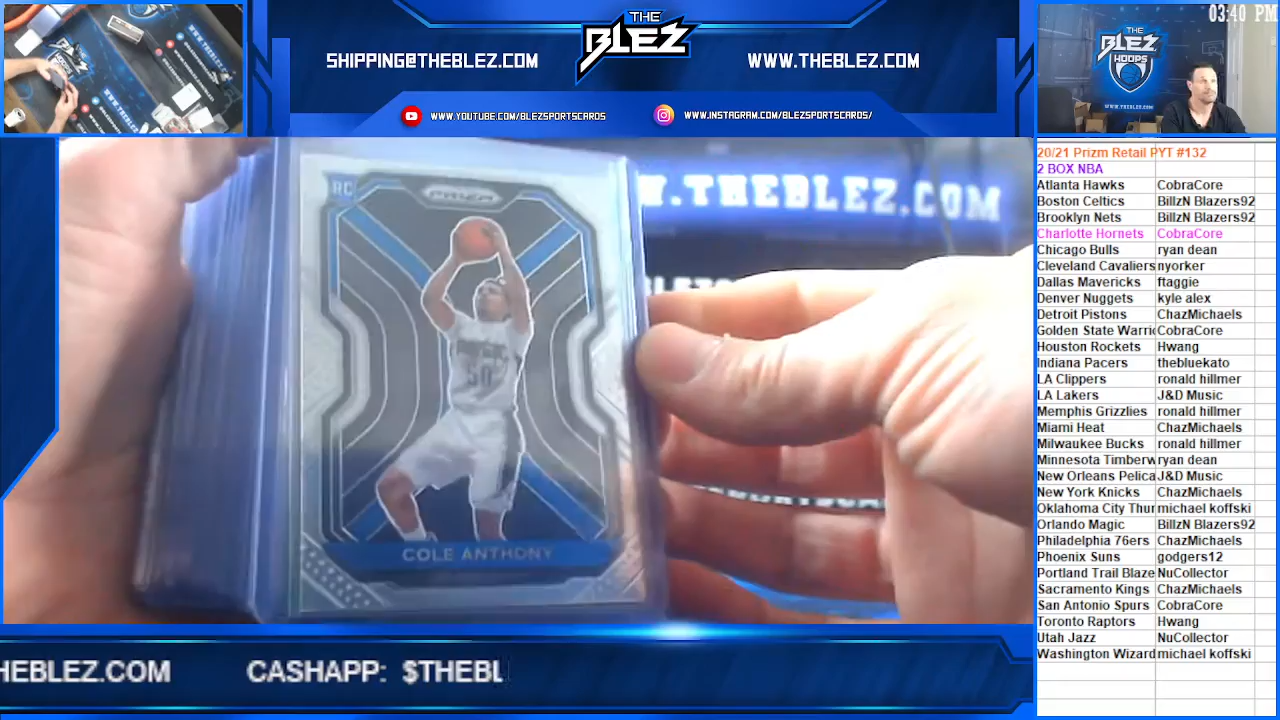 THE
BLEZ
SHIPPING@THEBLEZ.COM
WWW.THEBLEZ.COM
WWW.YOUTUBE.COM/BLEZSPORTSCARDS
WWW.INSTAGRAM.COM/BLEZSPORTSCARDS/
03:40 PM
THE
BLEZ
HOOPS
WWW.THEBLEZ.COM
RC
PRIZM
50
COLE ANTHONY
W.THEBLEZ.COM
20/21 Prizm Retail PYT #132
2 BOX NBA
Atlanta Hawks CobraCore
Boston Celtics BillzN Blazers92
Brooklyn Nets BillzN Blazers92
Charlotte Hornets CobraCore
Chicago Bulls ryan dean
Cleveland Cavaliers nyorker
Dallas Mavericks ftaggie
Denver Nuggets kyle alex
Detroit Pistons ChazMichaels
Golden State Warric CobraCore
Houston Rockets Hwang
Indiana Pacers thebluekato
LA Clippers ronald hillmer
LA Lakers J&D Music
Memphis Grizzlies ronald hillmer
Miami Heat ChazMichaels
Milwaukee Bucks ronald hillmer
Minnesota Timberw ryan dean
New Orleans Pelica J&D Music
New York Knicks ChazMichaels
Oklahoma City Thur michael koffski
Orlando Magic BillzN Blazers92
Philadelphia 76ers ChazMichaels
Phoenix Suns godgers12
Portland Trail Blaze NuCollector
Sacramento Kings ChazMichaels
San Antonio Spurs CobraCore
Toronto Raptors Hwang
Utah Jazz NuCollector
Washington Wizard michael koffski
HEBLEZ.COM CASHAPP: $THEBL